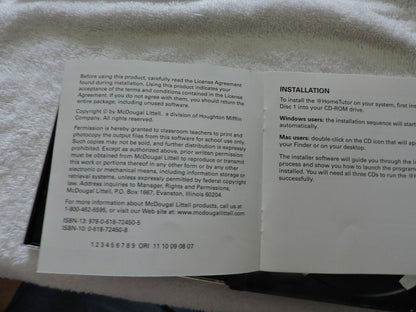 Before using this product, carefully read the License Agreement
found during installation. Using this product indicates your
acceptance of the terms and conditions contained in the License
Agreement. If you do not agree with them, you should return the
entire package; including unused software.
Copyright © by McDougal Littell, a division of Houghton Mifflin
Company. All rights reserved.
Permission is hereby granted to classroom teachers to print and
photocopy the output files from this software for school use only.
Such copies may not be sold, and further distribution is expressly
prohibited. Except as authorized above, prior written permission
must be obtained from McDougal Littell to reproduce or transmit
this work or portions thereof in any other form or by any other
electronic or mechanical means, including information storage or
retrieval systems, unless expressly permitted by federal copyright
law. Address inquiries to Manager, Rights and Permissions,
McDougal Littell, P.O. Box 1667, Evanston, Illinois 60204.
For more information about McDougal Littell products, call us at
1-800-462-6595, or visit our Web site at: www.mcdougallittell.com.
ISBN-13: 978-0-618-72450-5
ISBN-10: 0-618-72450-8
1 2 3 4 5 6 7 8 9 ORI 11 10 09 08 07
INSTALLATION
To install the @HomeTutor on your system, first ins
Disc 1 into your CD-ROM drive.
Windows users: the installation sequence will start
automatically.
Mac users: double-click on the CD icon that will app
your Finder or on your desktop.
The installer software will guide you through the i
process and show you how to launch the program
installed. You will need all three CDs to run the @H
successfully.